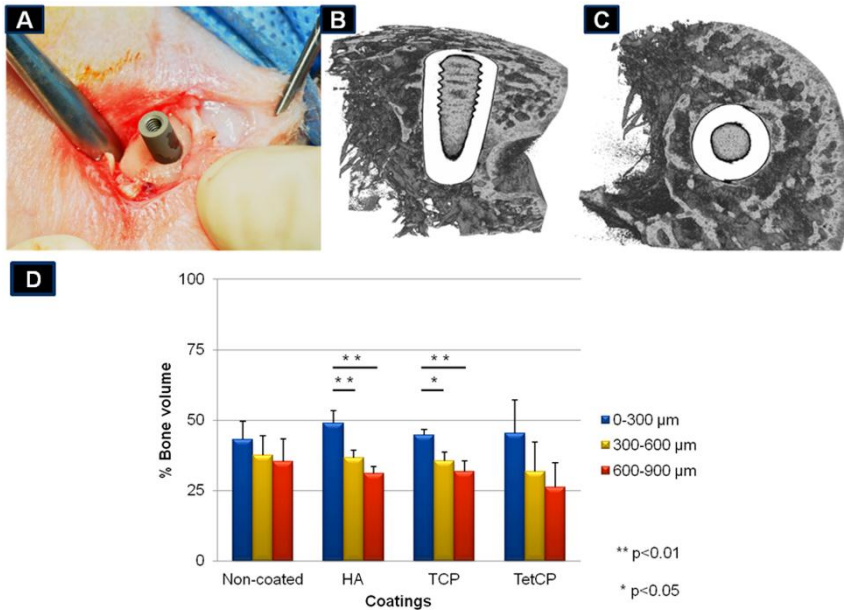 A
B
C
D
100
75
50
25
0
% Bone volume
* *
* *
* *
*
Non-coated HA TCP TetCP
Coatings
0-300 µm
300-600 µm
600-900 µm
** p<0.01
* p<0.05